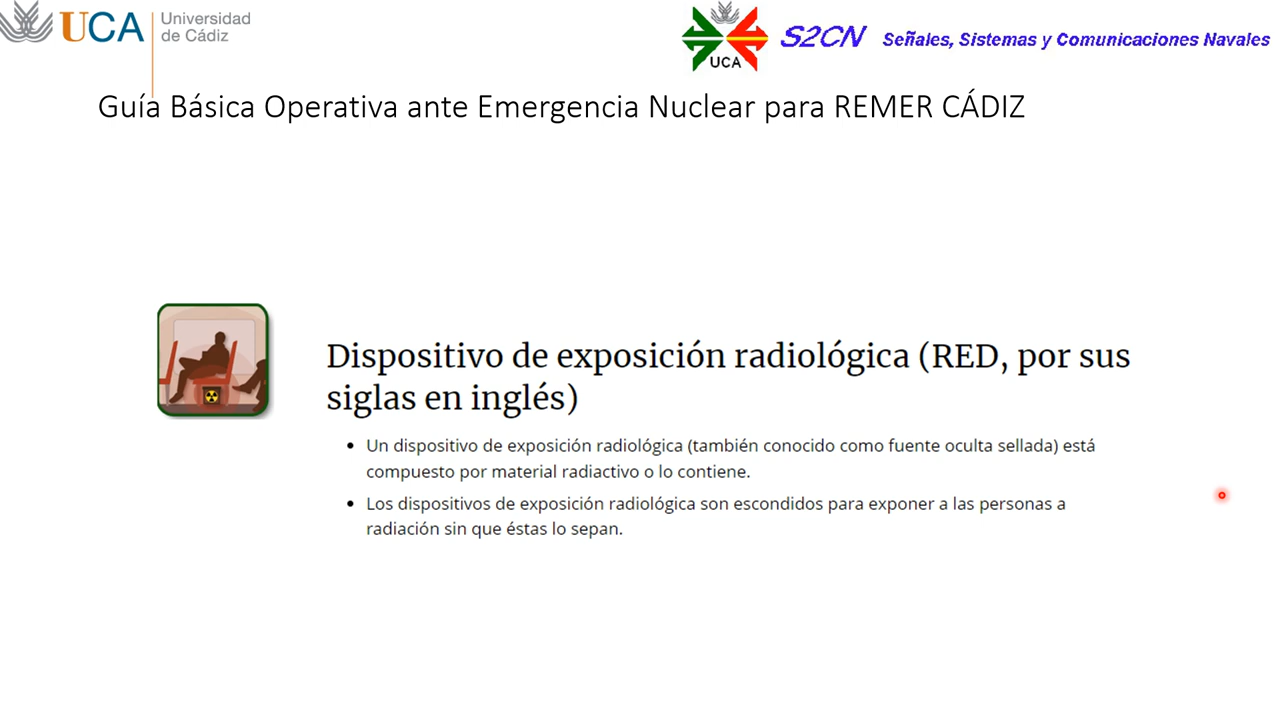 UCA
Universidad
de Cádiz
UCA
S2CN
Señales, Sistemas y Comunicaciones Navales
Guía Básica Operativa ante Emergencia Nuclear para REMER CÁDIZ
Dispositivo de exposición radiológica (RED, por sus
siglas en inglés)
• Un dispositivo de exposición radiológica (también conocido como fuente oculta sellada) está
compuesto por material radiactivo o lo contiene.
• Los dispositivos de exposición radiológica son escondidos para exponer a las personas a
radiación sin que éstas lo sepan.